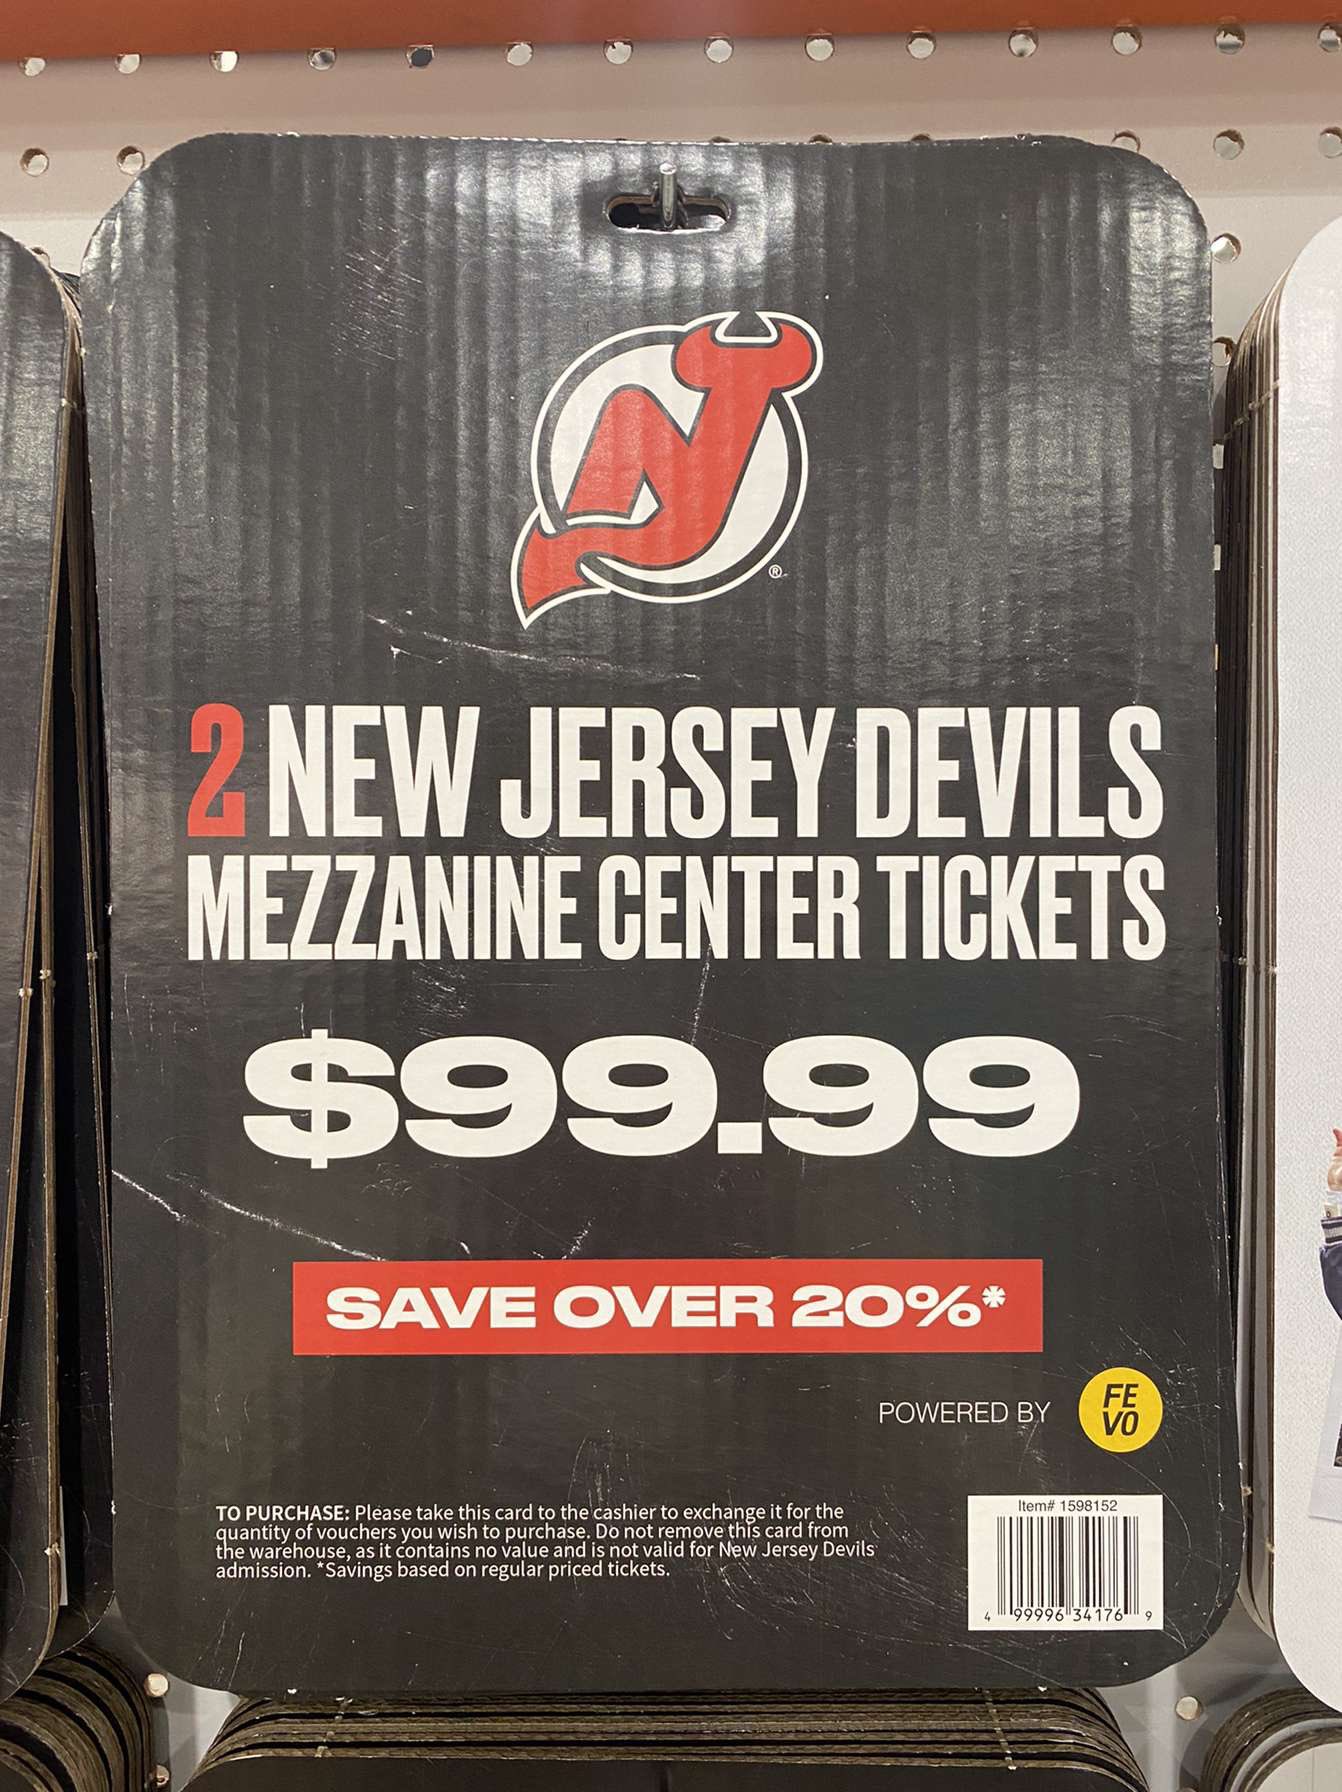 NJ
®
2 NEW JERSEY DEVILS
MEZZANINE CENTER TICKETS
$99.99
SAVE OVER 20%*
POWERED BY
FE
VO
TO PURCHASE: Please take this card to the cashier to exchange it for the
quantity of vouchers you wish to purchase. Do not remove this card from
the warehouse, as it contains no value and is not valid for New Jersey Devils
admission. *Savings based on regular priced tickets.
Item# 1598152
4 99996 34176 9